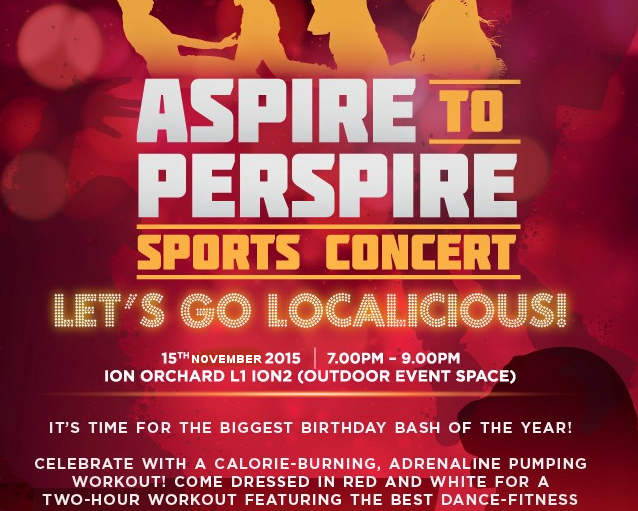 ASPIRE TO
PERSPIRE
SPORTS CONCERT
LET'S GO LOCALICIOUS!
15TH NOVEMBER 2015 | 7.00PM – 9.00PM
ION ORCHARD L1 ION2 (OUTDOOR EVENT SPACE)
IT'S TIME FOR THE BIGGEST BIRTHDAY BASH OF THE YEAR!
CELEBRATE WITH A CALORIE-BURNING, ADRENALINE PUMPING
WORKOUT! COME DRESSED IN RED AND WHITE FOR A
TWO-HOUR WORKOUT FEATURING THE BEST DANCE-FITNESS